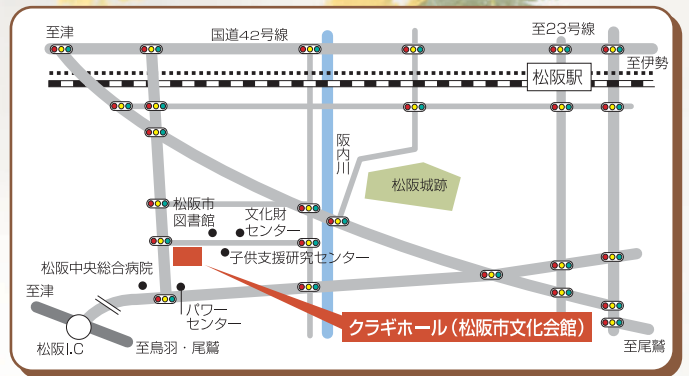 至津
国道42号線
至23号線
至伊勢
松阪駅
阪内川
松阪城跡
松阪市
図書館
文化財
センター
子供支援研究センター
松阪中央総合病院
パワー
センター
至津
松阪I.C
至鳥羽・尾鷲
クラギホール(松阪市文化会館)
至尾鷲